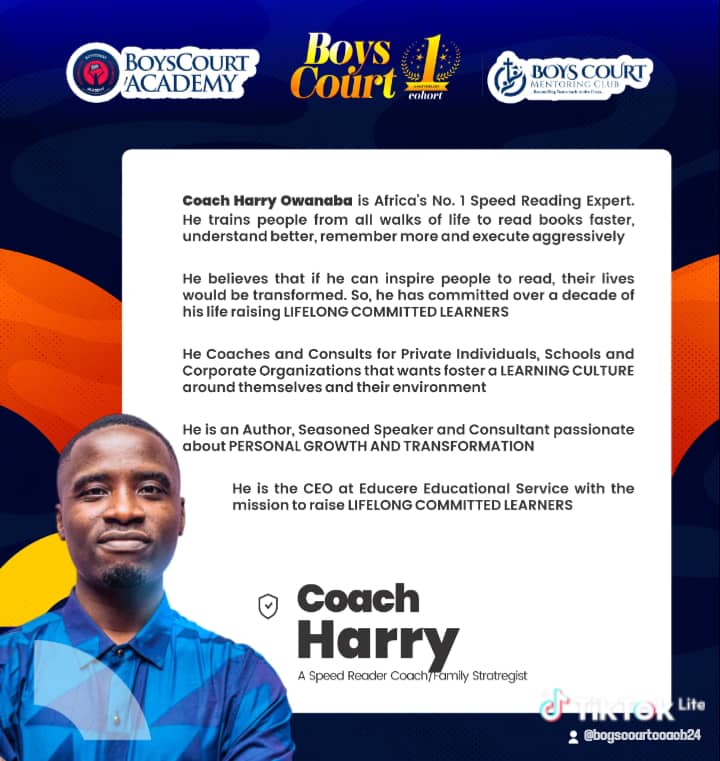 BOYSCOURT
ACADEMY
Boys
Court
1
cohort
BOYS COURT
MENTORING CLUB
Coach Harry Owanaba is Africa's No. 1 Speed Reading Expert.
He trains people from all walks of life to read books faster,
understand better, remember more and execute aggressively
He believes that if he can inspire people to read, their lives
would be transformed. So, he has committed over a decade of
his life raising LIFELONG COMMITTED LEARNERS
He Coaches and Consults for Private Individuals, Schools and
Corporate Organizations that wants foster a LEARNING CULTURE
around themselves and their environment
He is an Author, Seasoned Speaker and Consultant passionate
about PERSONAL GROWTH AND TRANSFORMATION
He is the CEO at Educere Educational Service with the
mission to raise LIFELONG COMMITTED LEARNERS
Coach
Harry
A Speed Reader Coach/Family Stratregist
TikTok Lite
@boyscourtcoach24